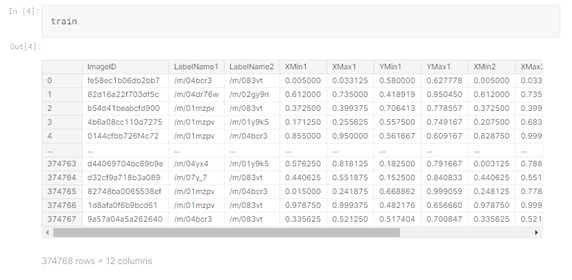 In [4]:
train
Out[4]:
ImageID LabelName1 LabelName2 XMin1 XMax1 YMin1 YMax1 XMin2 XMax2
0 fe58ec1b06db2bb7 /m/04bcr3 /m/083vt 0.005000 0.033125 0.580000 0.627778 0.005000 0.033
1 82d16a22f703df5c /m/04dr76w /m/02gy9n 0.612000 0.735000 0.418919 0.950450 0.612000 0.735
2 b54d41beabcfd900 /m/01mzpv /m/083vt 0.372500 0.399375 0.706413 0.778557 0.372500 0.399
3 4b6a08cc110d7275 /m/01mzpv /m/01y9k5 0.171250 0.255625 0.557500 0.749167 0.207500 0.683
4 0144cfbb726f4c72 /m/01mzpv /m/04bcr3 0.855000 0.950000 0.561667 0.609167 0.828750 0.999
... ... ... ... ... ... ... ... ... ...
374763 d44069704bc69b9e /m/04yx4 /m/01y9k5 0.576250 0.818125 0.182500 0.791667 0.003125 0.788
374764 d32cf9a718b3a089 /m/07y_7 /m/083vt 0.440625 0.551875 0.152500 0.840833 0.440625 0.551
374765 82748ba0065538ef /m/01mzpv /m/04bcr3 0.015000 0.241875 0.668862 0.999059 0.248125 0.778
374766 1d8afa0f6b9bcd61 /m/01mzpv /m/083vt 0.978750 0.999375 0.482176 0.656660 0.978750 0.999
374767 9a57a04a5a262640 /m/04bcr3 /m/083vt 0.335625 0.521250 0.517404 0.700847 0.335625 0.521
374768 rows × 12 columns